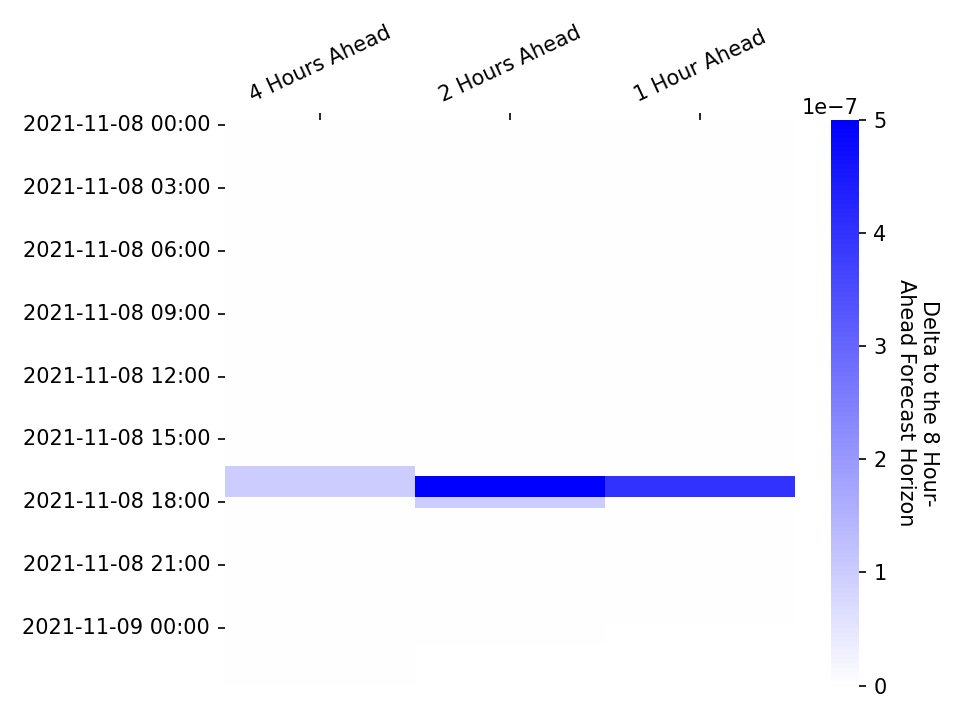 4 Hours Ahead
2 Hours Ahead
1 Hour Ahead
1e−7
2021-11-08 00:00
2021-11-08 03:00
2021-11-08 06:00
2021-11-08 09:00
2021-11-08 12:00
2021-11-08 15:00
2021-11-08 18:00
2021-11-08 21:00
2021-11-09 00:00
5
4
3
2
1
0
Delta to the 8 Hour-
Ahead Forecast Horizon